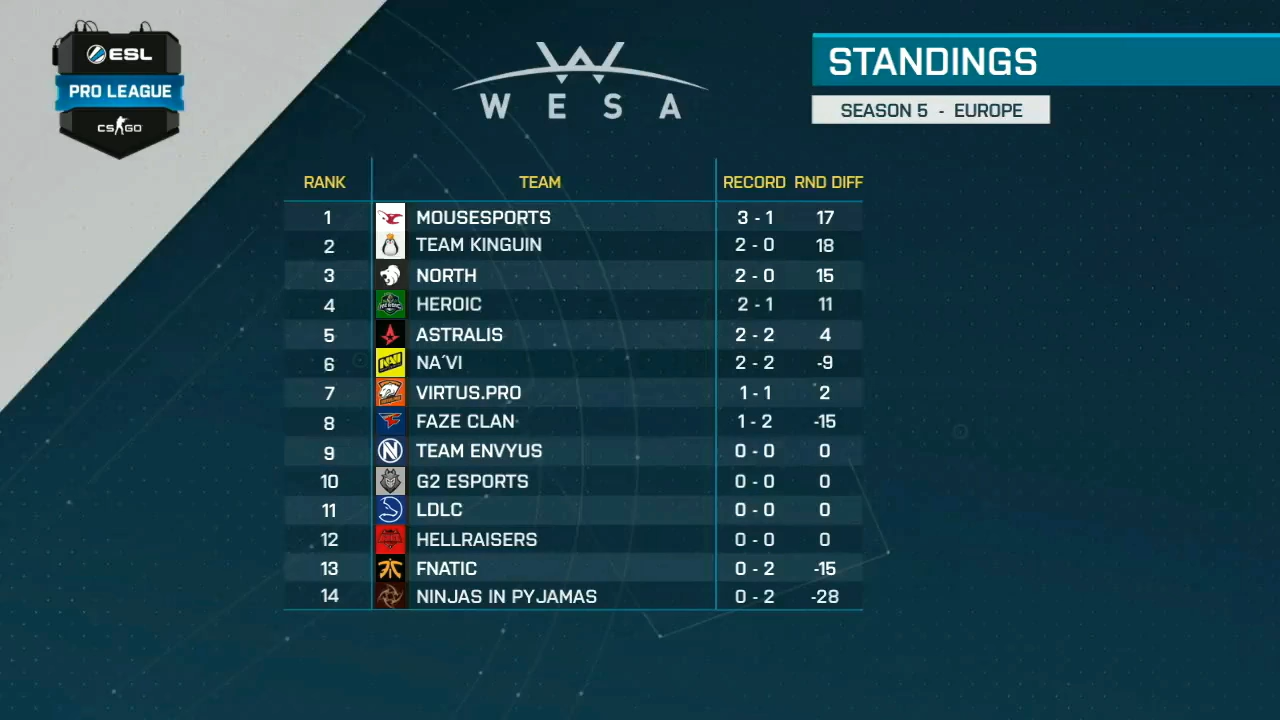 ESL
PRO LEAGUE
CS GO
WESA
STANDINGS
SEASON 5 - EUROPE
RANK TEAM RECORD RND DIFF
1 MOUSESPORTS 3 - 1 17
2 TEAM KINGUIN 2 - 0 18
3 NORTH 2 - 0 15
4 HEROIC 2 - 1 11
5 ASTRALIS 2 - 2 4
6 NA´VI 2 - 2 -9
7 VIRTUS.PRO 1 - 1 2
8 FAZE CLAN 1 - 2 -15
9 TEAM ENVYUS 0 - 0 0
10 G2 ESPORTS 0 - 0 0
11 LDLC 0 - 0 0
12 HELLRAISERS 0 - 0 0
13 FNATIC 0 - 2 -15
14 NINJAS IN PYJAMAS 0 - 2 -28